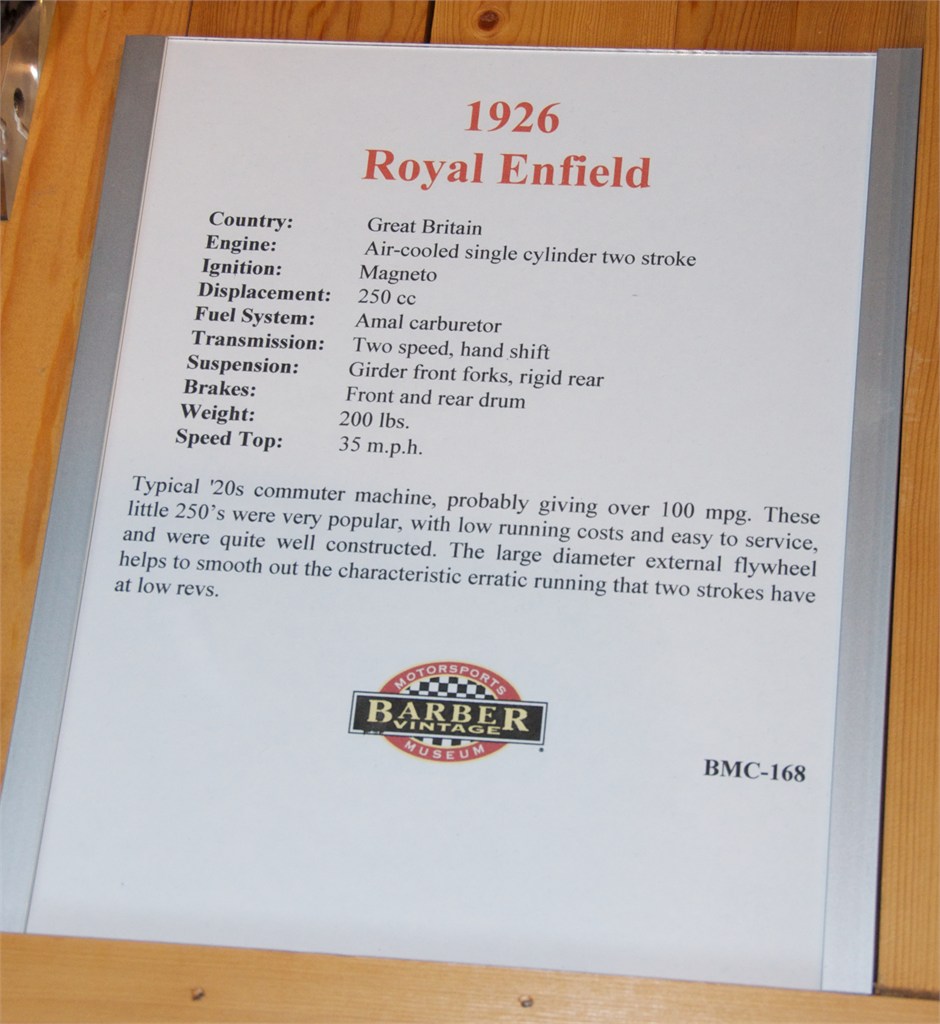 1926
Royal Enfield
Country: Great Britain
Engine: Air-cooled single cylinder two stroke
Ignition: Magneto
Displacement: 250 cc
Fuel System: Amal carburetor
Transmission: Two speed, hand shift
Suspension: Girder front forks, rigid rear
Brakes: Front and rear drum
Weight: 200 lbs.
Speed Top: 35 m.p.h.
Typical '20s commuter machine, probably giving over 100 mpg. These
little 250's were very popular, with low running costs and easy to service,
and were quite well constructed. The large diameter external flywheel
helps to smooth out the characteristic erratic running that two strokes have
at low revs.
MOTORSPORTS
BARBER
VINTAGE
MUSEUM
BMC-168